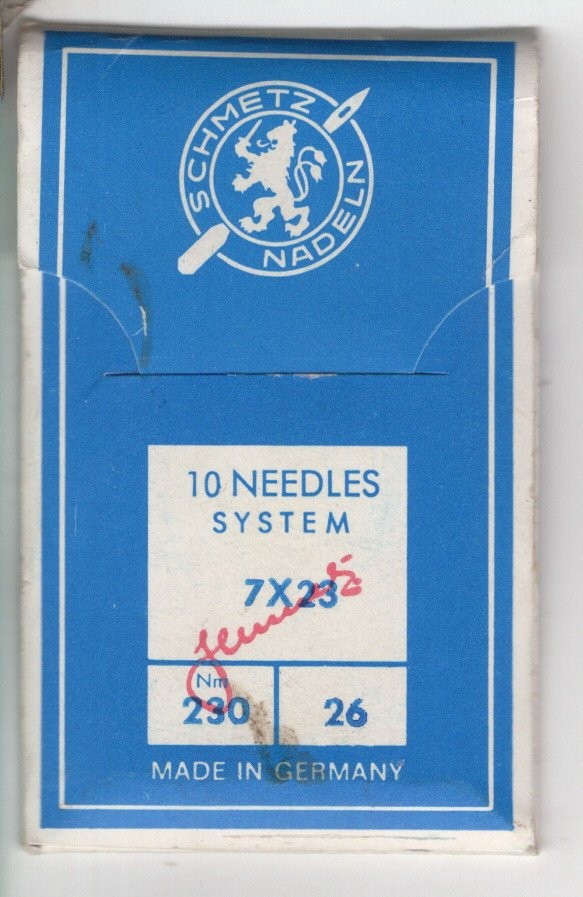 SCHMETZ
NADELN
10 NEEDLES
SYSTEM
7X23
Nm
230
26
MADE IN GERMANY